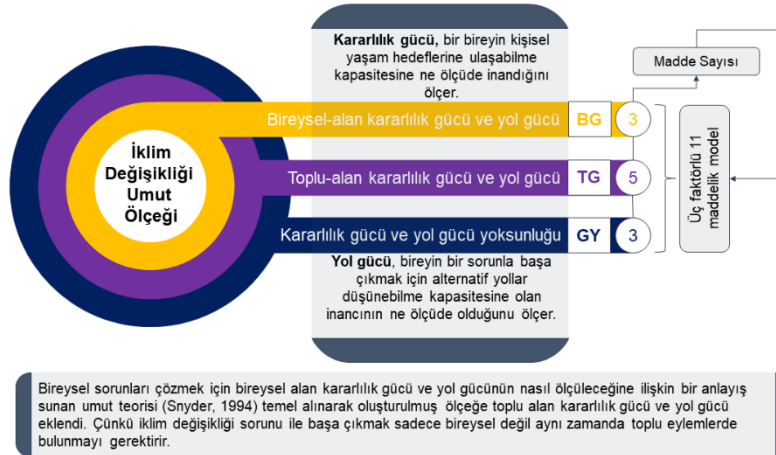 Kararlılık gücü, bir bireyin kişisel
yaşam hedeflerine ulaşabilme
kapasitesine ne ölçüde inandığını
ölçer.
Madde Sayısı
Bireysel-alan kararlılık gücü ve yol gücü BG 3
İklim
Değişikliği
Umut
Ölçeği
Toplu-alan kararlılık gücü ve yol gücü TG 5
Üç faktörlü 11
maddelik model
Kararlılık gücü ve yol gücü yoksunluğu GY 3
Yol gücü, bireyin bir sorunla başa
çıkmak için alternatif yollar
düşünebilme kapasitesine olan
inancının ne ölçüde olduğunu ölçer.
Bireysel sorunları çözmek için bireysel alan kararlılık gücü ve yol gücünün nasıl ölçüleceğine ilişkin bir anlayış
sunan umut teorisi (Snyder, 1994) temel alınarak oluşturulmuş ölçeğe toplu alan kararlılık gücü ve yol gücü
eklendi. Çünkü iklim değişikliği sorunu ile başa çıkmak sadece bireysel değil aynı zamanda toplu eylemlerde
bulunmayı gerektirir.